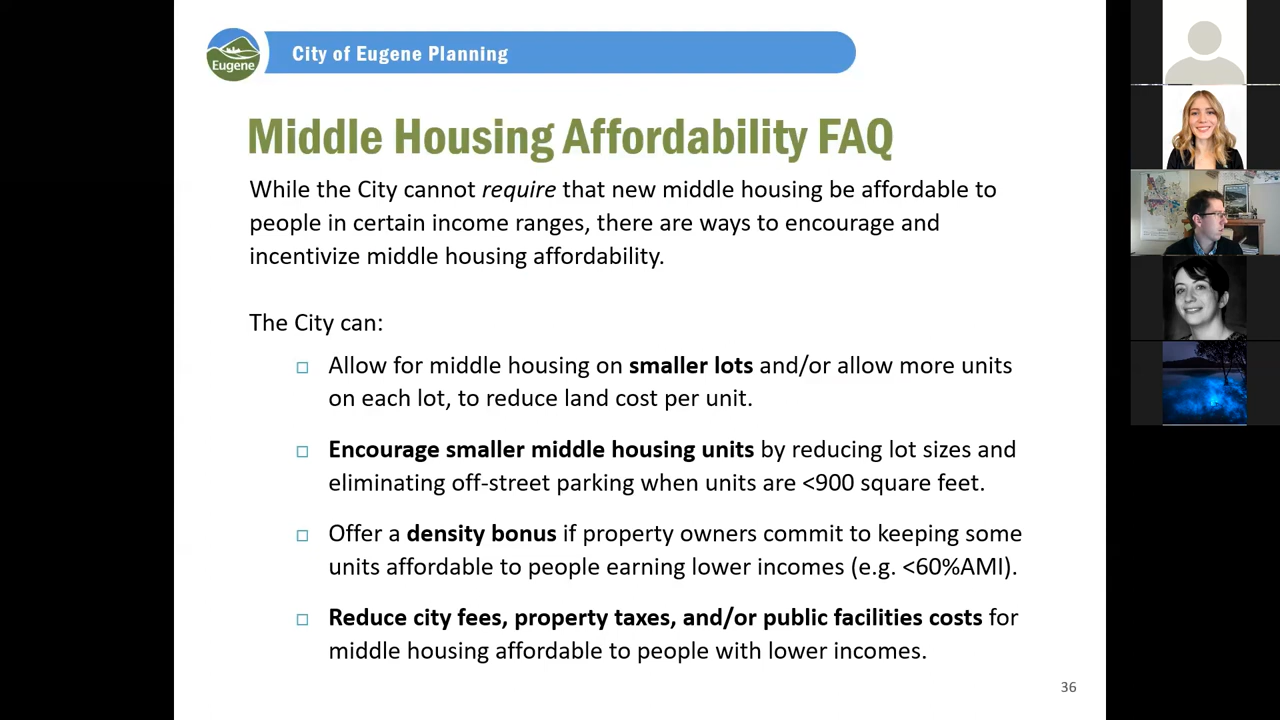 Eugene
City of Eugene Planning
Middle Housing Affordability FAQ
While the City cannot require that new middle housing be affordable to
people in certain income ranges, there are ways to encourage and
incentivize middle housing affordability.
The City can:
Allow for middle housing on smaller lots and/or allow more units
on each lot, to reduce land cost per unit.
Encourage smaller middle housing units by reducing lot sizes and
eliminating off-street parking when units are <900 square feet.
Offer a density bonus if property owners commit to keeping some
units affordable to people earning lower incomes (e.g. <60%AMI).
Reduce city fees, property taxes, and/or public facilities costs for
middle housing affordable to people with lower incomes.
36